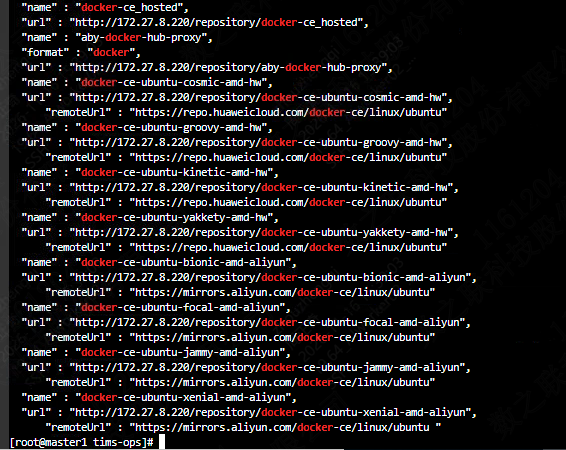 "name" : "docker-ce_hosted",
"url" : "http://172.27.8.220/repository/docker-ce_hosted",
"name" : "aby-docker-hub-proxy",
"format" : "docker",
"url" : "http://172.27.8.220/repository/aby-docker-hub-proxy",
"name" : "docker-ce-ubuntu-cosmic-amd-hw",
"url" : "http://172.27.8.220/repository/docker-ce-ubuntu-cosmic-amd-hw",
"remoteUrl" : "https://repo.huaweicloud.com/docker-ce/linux/ubuntu"
"name" : "docker-ce-ubuntu-groovy-amd-hw",
"url" : "http://172.27.8.220/repository/docker-ce-ubuntu-groovy-amd-hw",
"remoteUrl" : "https://repo.huaweicloud.com/docker-ce/linux/ubuntu"
"name" : "docker-ce-ubuntu-kinetic-amd-hw",
"url" : "http://172.27.8.220/repository/docker-ce-ubuntu-kinetic-amd-hw",
"remoteUrl" : "https://repo.huaweicloud.com/docker-ce/linux/ubuntu"
"name" : "docker-ce-ubuntu-yakkety-amd-hw",
"url" : "http://172.27.8.220/repository/docker-ce-ubuntu-yakkety-amd-hw",
"remoteUrl" : "https://repo.huaweicloud.com/docker-ce/linux/ubuntu"
"name" : "docker-ce-ubuntu-bionic-amd-aliyun",
"url" : "http://172.27.8.220/repository/docker-ce-ubuntu-bionic-amd-aliyun",
"remoteUrl" : "https://mirrors.aliyun.com/docker-ce/linux/ubuntu"
"name" : "docker-ce-ubuntu-focal-amd-aliyun",
"url" : "http://172.27.8.220/repository/docker-ce-ubuntu-focal-amd-aliyun",
"remoteUrl" : "https://mirrors.aliyun.com/docker-ce/linux/ubuntu"
"name" : "docker-ce-ubuntu-jammy-amd-aliyun",
"url" : "http://172.27.8.220/repository/docker-ce-ubuntu-jammy-amd-aliyun",
"remoteUrl" : "https://mirrors.aliyun.com/docker-ce/linux/ubuntu"
"name" : "docker-ce-ubuntu-xenial-amd-aliyun",
"url" : "http://172.27.8.220/repository/docker-ce-ubuntu-xenial-amd-aliyun",
"remoteUrl" : "https://mirrors.aliyun.com/docker-ce/linux/ubuntu "
[root@master1 tims-ops]#